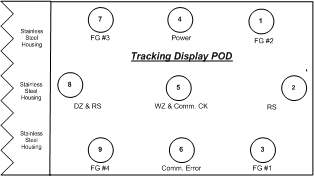 7
4
1
Stainless
Steel
Housing
FG #3
Power
FG #2
Tracking Display POD
8
5
2
Stainless
Steel
Housing
DZ & RS
WZ & Comm. CK
RS
Stainless
Steel
Housing
9
6
3
FG #4
Comm. Error
FG #1